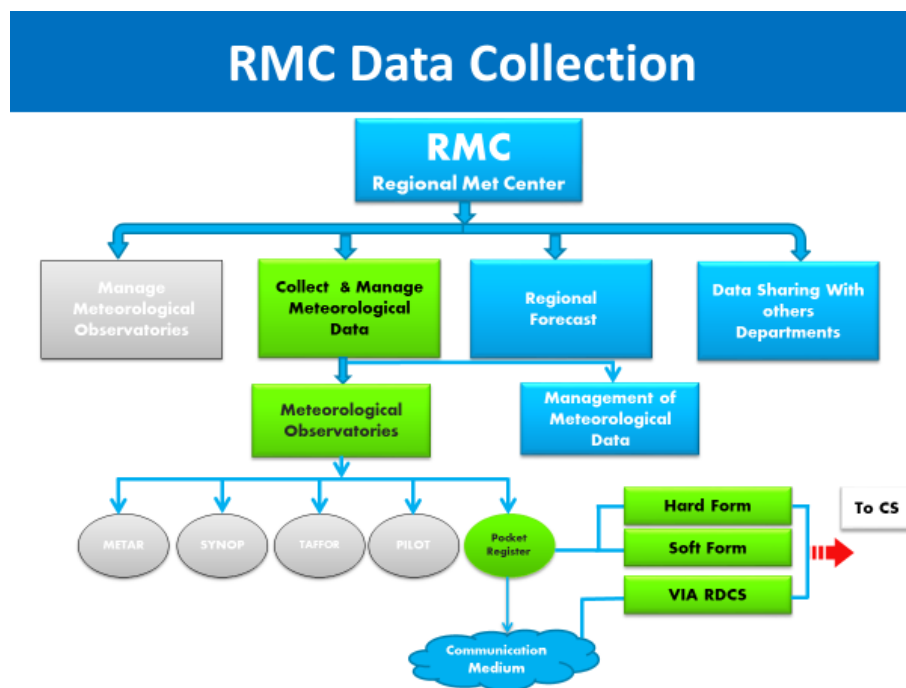 RMC Data Collection
RMC
Regional Met Center
Manage
Meteorological
Observatories
Collect & Manage
Meteorological
Data
Regional
Forecast
Data Sharing With
others
Departments
Meteorological
Observatories
Management of
Meteorological
Data
METAR
SYNOP
TAFFOR
PILOT
Pocket
Register
Hard Form
Soft Form
VIA RDCS
To CS
Communication
Medium